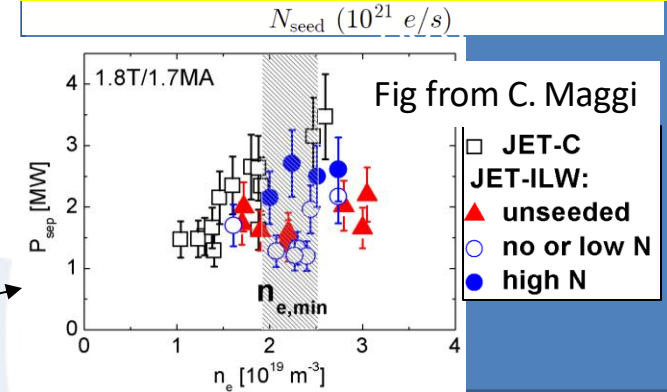 N_seed (10^21 e/s)
1.8T/1.7MA
Fig from C. Maggi
JET-C
JET-ILW:
unseeded
no or low N
high N
P_sep [MW]
4
3
2
1
0
n_e,min
0 1 2 3 4
n_e [10^19 m^-3]